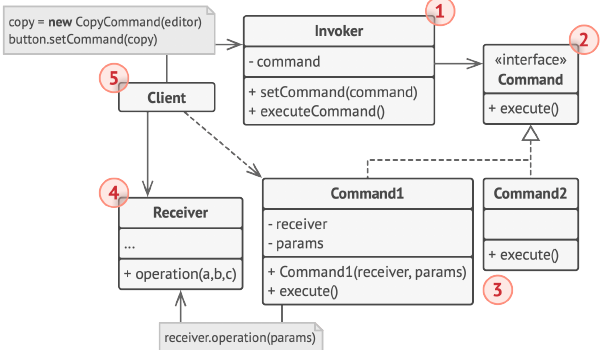 copy = new CopyCommand(editor)
button.setCommand(copy)
1
Invoker
- command
+ setCommand(command)
+ executeCommand()
2
«interface»
Command
+ execute()
5
Client
4
Receiver
...
+ operation(a,b,c)
Command1
- receiver
- params
+ Command1(receiver, params)
+ execute()
Command2
+ execute()
3
receiver.operation(params)